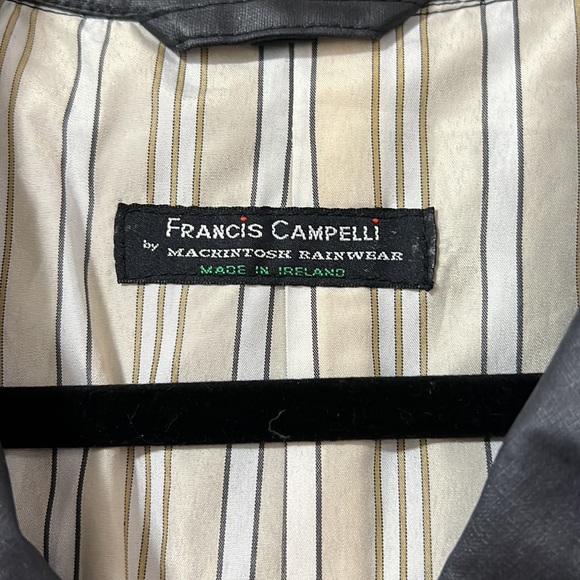 FRANCiS CAMPELLi
by MACKINTOSH RAINWEAR
MADE IN IRELAND